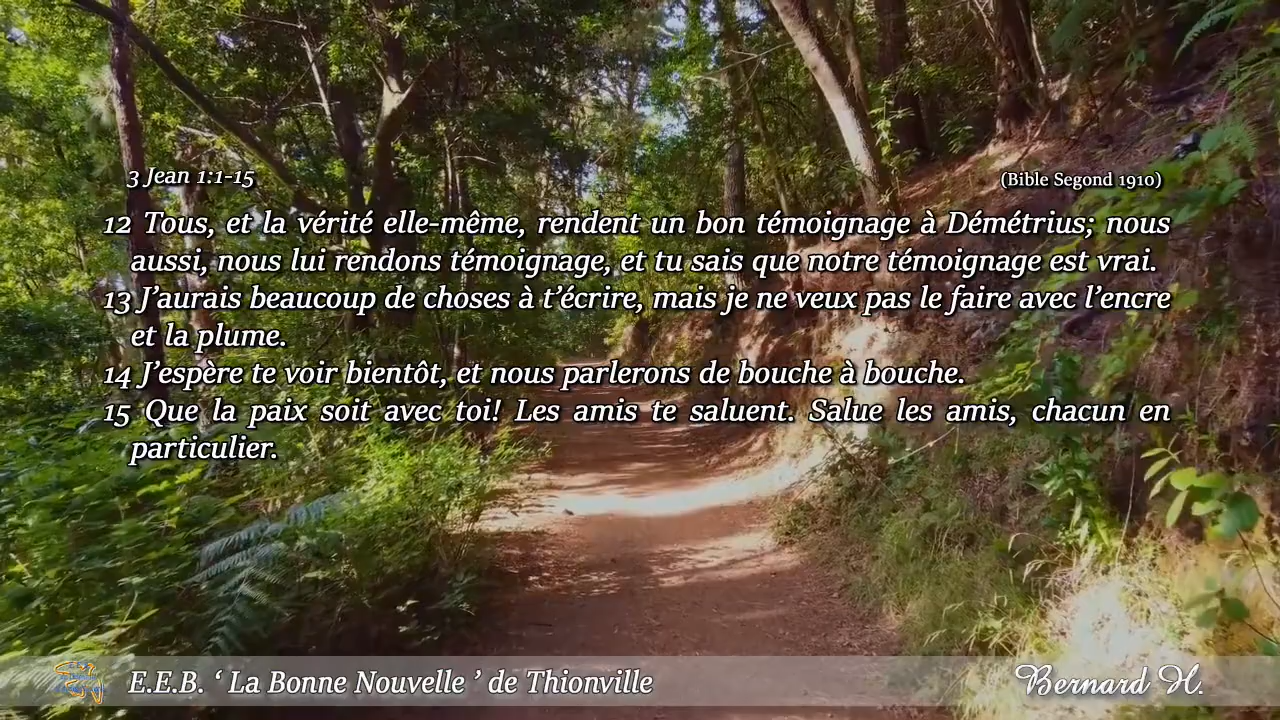 3 Jean 1:1-15 (Bible Segond 1910)
12 Tous, et la vérité elle-même, rendent un bon témoignage à Démétrius; nous
aussi, nous lui rendons témoignage, et tu sais que notre témoignage est vrai.
13 J’aurais beaucoup de choses à t’écrire, mais je ne veux pas le faire avec l’encre
et la plume.
14 J’espère te voir bientôt, et nous parlerons de bouche à bouche.
15 Que la paix soit avec toi! Les amis te saluent. Salue les amis, chacun en
particulier.
E.E.B. ‘ La Bonne Nouvelle ’ de Thionville Bernard H.